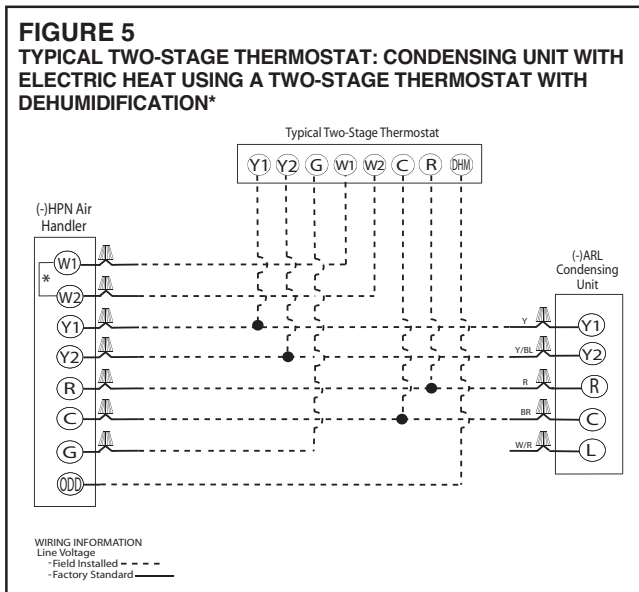 FIGURE 5
TYPICAL TWO-STAGE THERMOSTAT: CONDENSING UNIT WITH
ELECTRIC HEAT USING A TWO-STAGE THERMOSTAT WITH
DEHUMIDIFICATION*
Typical Two-Stage Thermostat
Y1 Y2 G W1 W2 C R DHM
(-)HPN Air
Handler
(-)ARL
Condensing
Unit
W1
*
W2
Y1 Y Y1
Y2 Y/BL Y2
R R R
C BR C
G W/R L
ODD
WIRING INFORMATION
Line Voltage
-Field Installed
-Factory Standard